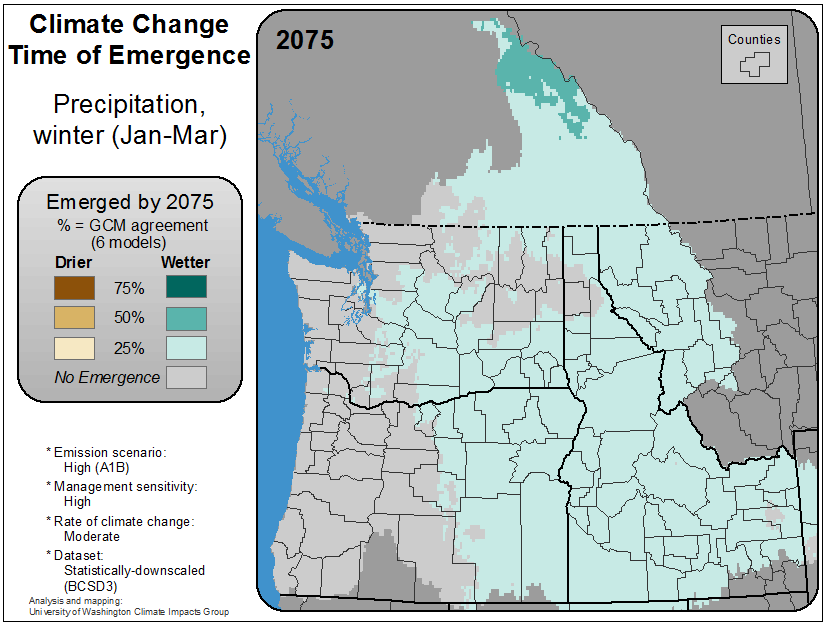 Climate Change
Time of Emergence
Precipitation,
winter (Jan-Mar)
Emerged by 2075
% = GCM agreement
(6 models)
Drier Wetter
75%
50%
25%
No Emergence
* Emission scenario:
High (A1B)
* Management sensitivity:
High
* Rate of climate change:
Moderate
* Dataset:
Statistically-downscaled
(BCSD3)
Analysis and mapping:
University of Washington Climate Impacts Group
2075
Counties